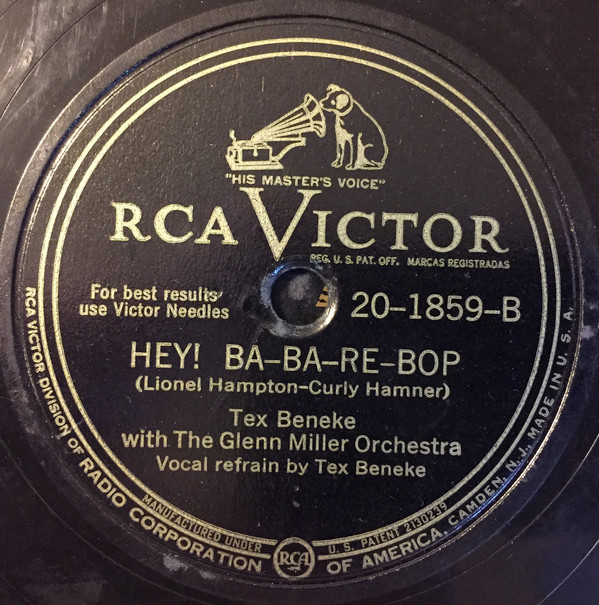 "HIS MASTER'S VOICE"
RCA VICTOR
REG. U. S. PAT. OFF. MARCAS REGISTRADAS
For best results
use Victor Needles
20-1859-B
HEY! BA-BA-RE-BOP
(Lionel Hampton-Curly Hamner)
Tex Beneke
with The Glenn Miller Orchestra
Vocal refrain by Tex Beneke
MANUFACTURED UNDER U. S. PATENT 2130239
RCA VICTOR DIVISION OF RADIO CORPORATION OF AMERICA, CAMDEN, N. J. MADE IN U. S. A.
RCA